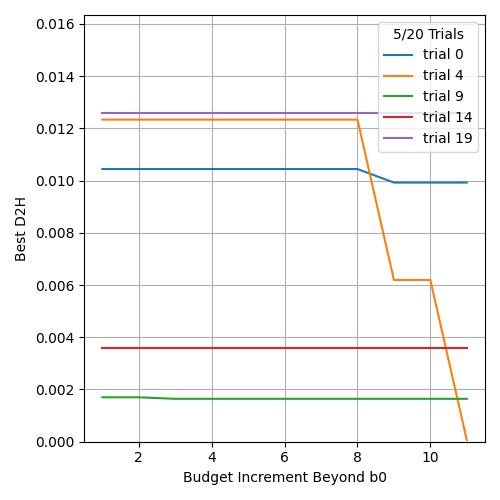 0.016
0.014
0.012
0.010
0.008
0.006
0.004
0.002
0.000
Best D2H
5/20 Trials
trial 0
trial 4
trial 9
trial 14
trial 19
2
4
6
8
10
Budget Increment Beyond b0